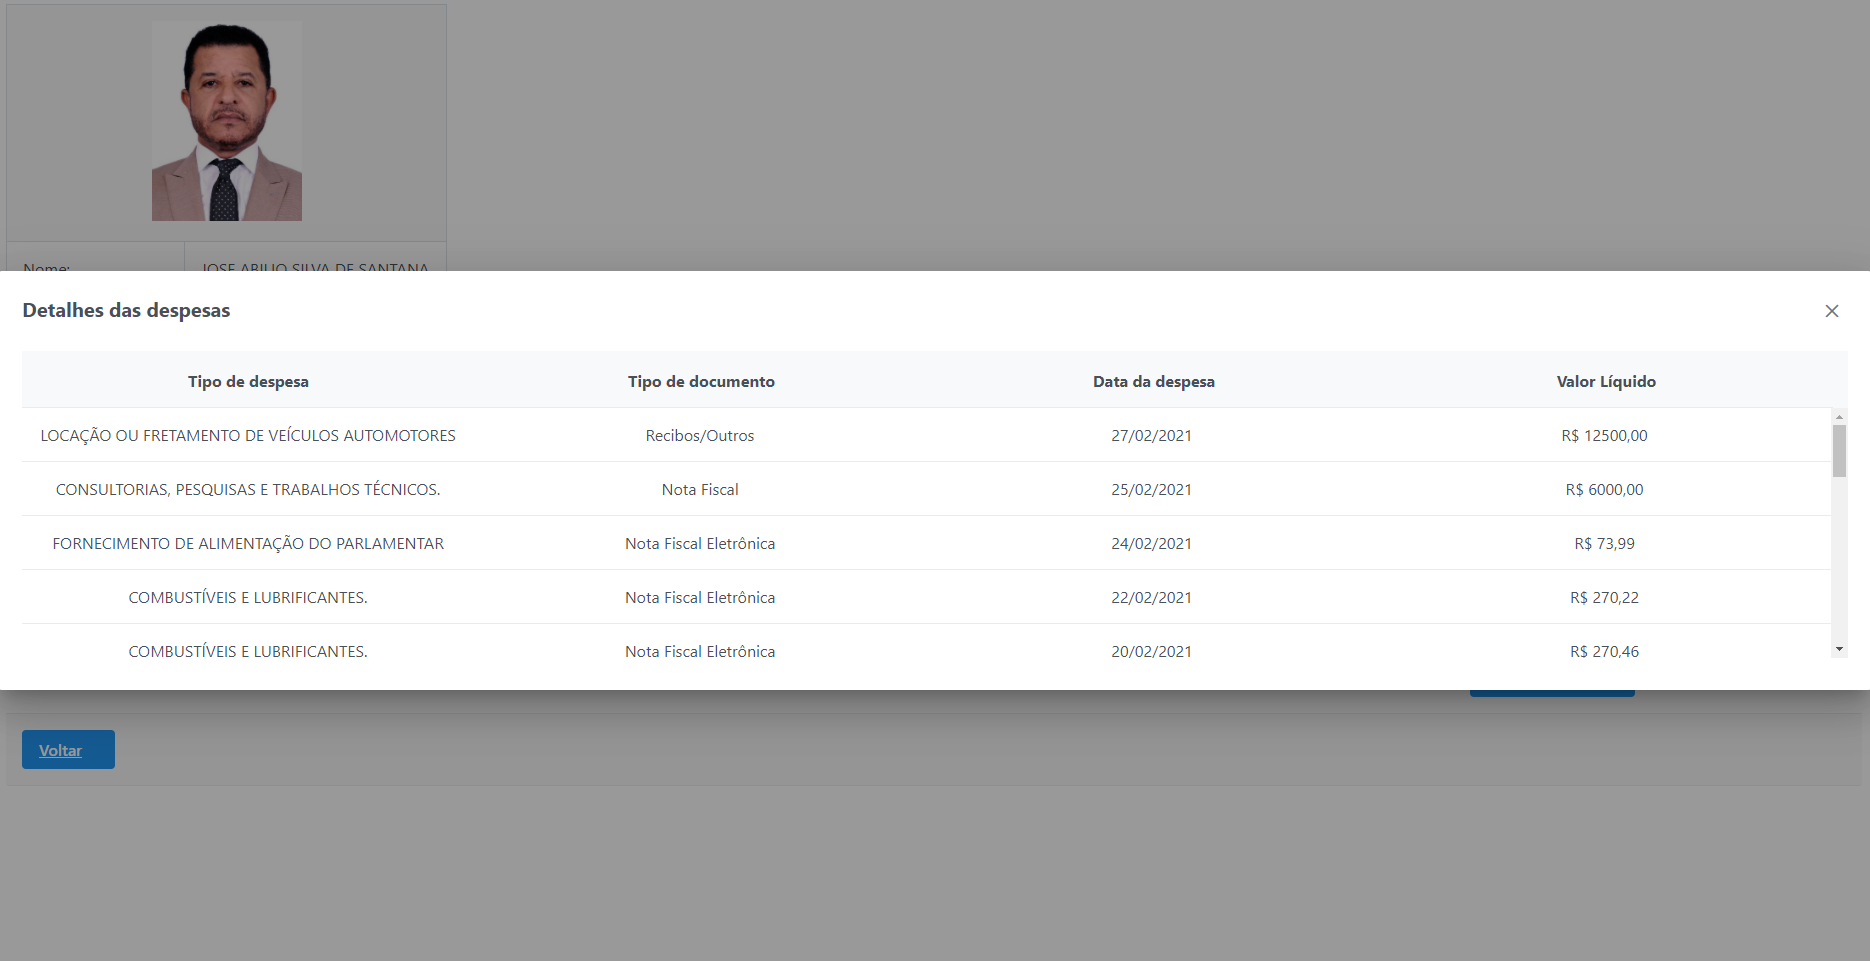 Nome: JOSE ABILIO SILVA DE SANTANA
Detalhes das despesas
Tipo de despesa Tipo de documento Data da despesa Valor Líquido
LOCAÇÃO OU FRETAMENTO DE VEÍCULOS AUTOMOTORES Recibos/Outros 27/02/2021 R$ 12500,00
CONSULTORIAS, PESQUISAS E TRABALHOS TÉCNICOS. Nota Fiscal 25/02/2021 R$ 6000,00
FORNECIMENTO DE ALIMENTAÇÃO DO PARLAMENTAR Nota Fiscal Eletrônica 24/02/2021 R$ 73,99
COMBUSTÍVEIS E LUBRIFICANTES. Nota Fiscal Eletrônica 22/02/2021 R$ 270,22
COMBUSTÍVEIS E LUBRIFICANTES. Nota Fiscal Eletrônica 20/02/2021 R$ 270,46
Voltar